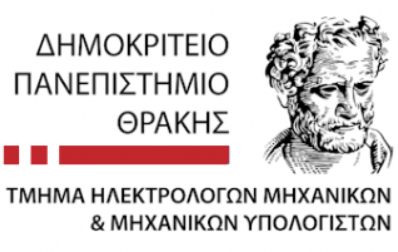 ΔΗΜΟΚΡΙΤΕΙΟ
ΠΑΝΕΠΙΣΤΗΜΙΟ
ΘΡΑΚΗΣ
ΤΜΗΜΑ ΗΛΕΚΤΡΟΛΟΓΩΝ ΜΗΧΑΝΙΚΩΝ
& ΜΗΧΑΝΙΚΩΝ ΥΠΟΛΟΓΙΣΤΩΝ